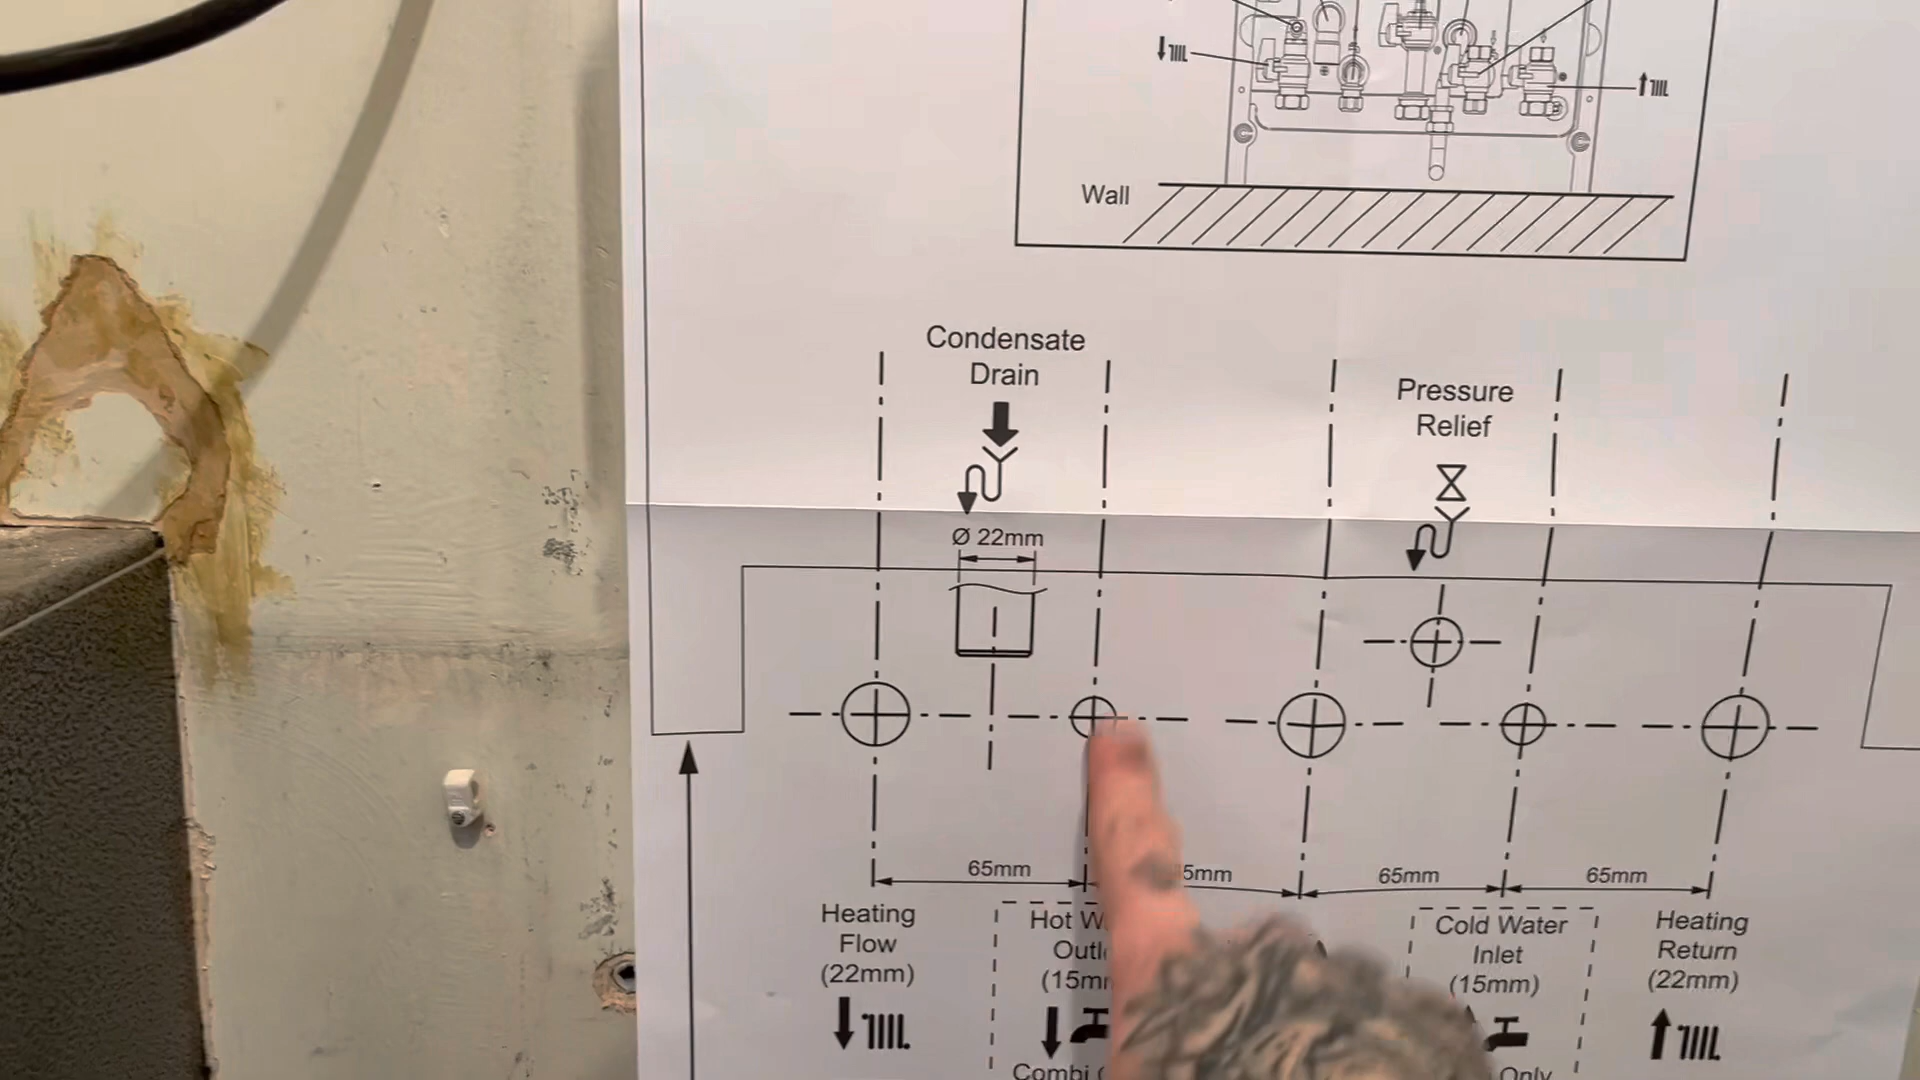 Wall
Condensate
Drain
Pressure
Relief
Ø 22mm
65mm
5mm
65mm
65mm
Heating
Flow
(22mm)
Hot W
Outl
(15m
Combi
Cold Water
Inlet
(15mm)
Only
Heating
Return
(22mm)